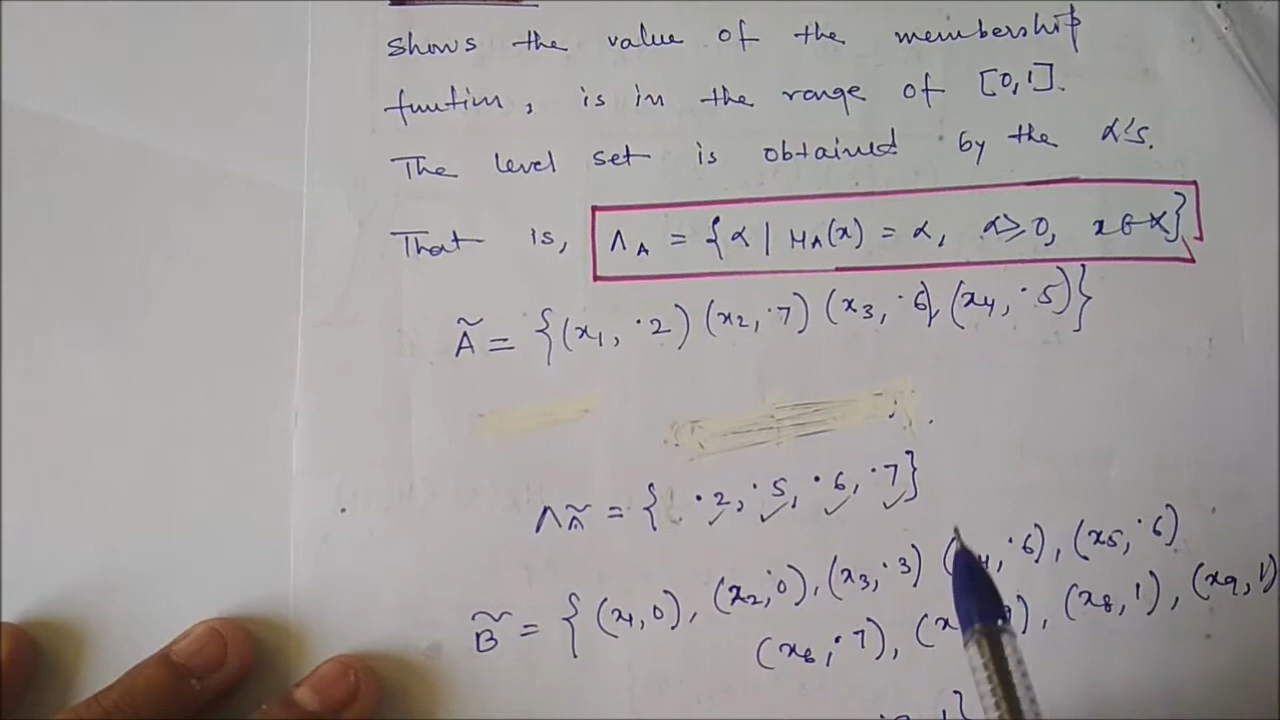 shows the value of the membership
function, is in the range of [0,1].
The level set is obtained by the α's.
That is, Λ_A = {α | μ_A(x) = α, α≥0, x∈X}
Ã = {(x1, ·2) (x2, ·7) (x3, ·6), (x4, ·5)}
Λ_Ã = { ·2, ·5, ·6, ·7}
B̃ = { (x1, 0), (x2, 0), (x3, ·3) ( ·6), (x5, ·6)
(x6, ·7), (x ), (x8, 1), (x9, 1)